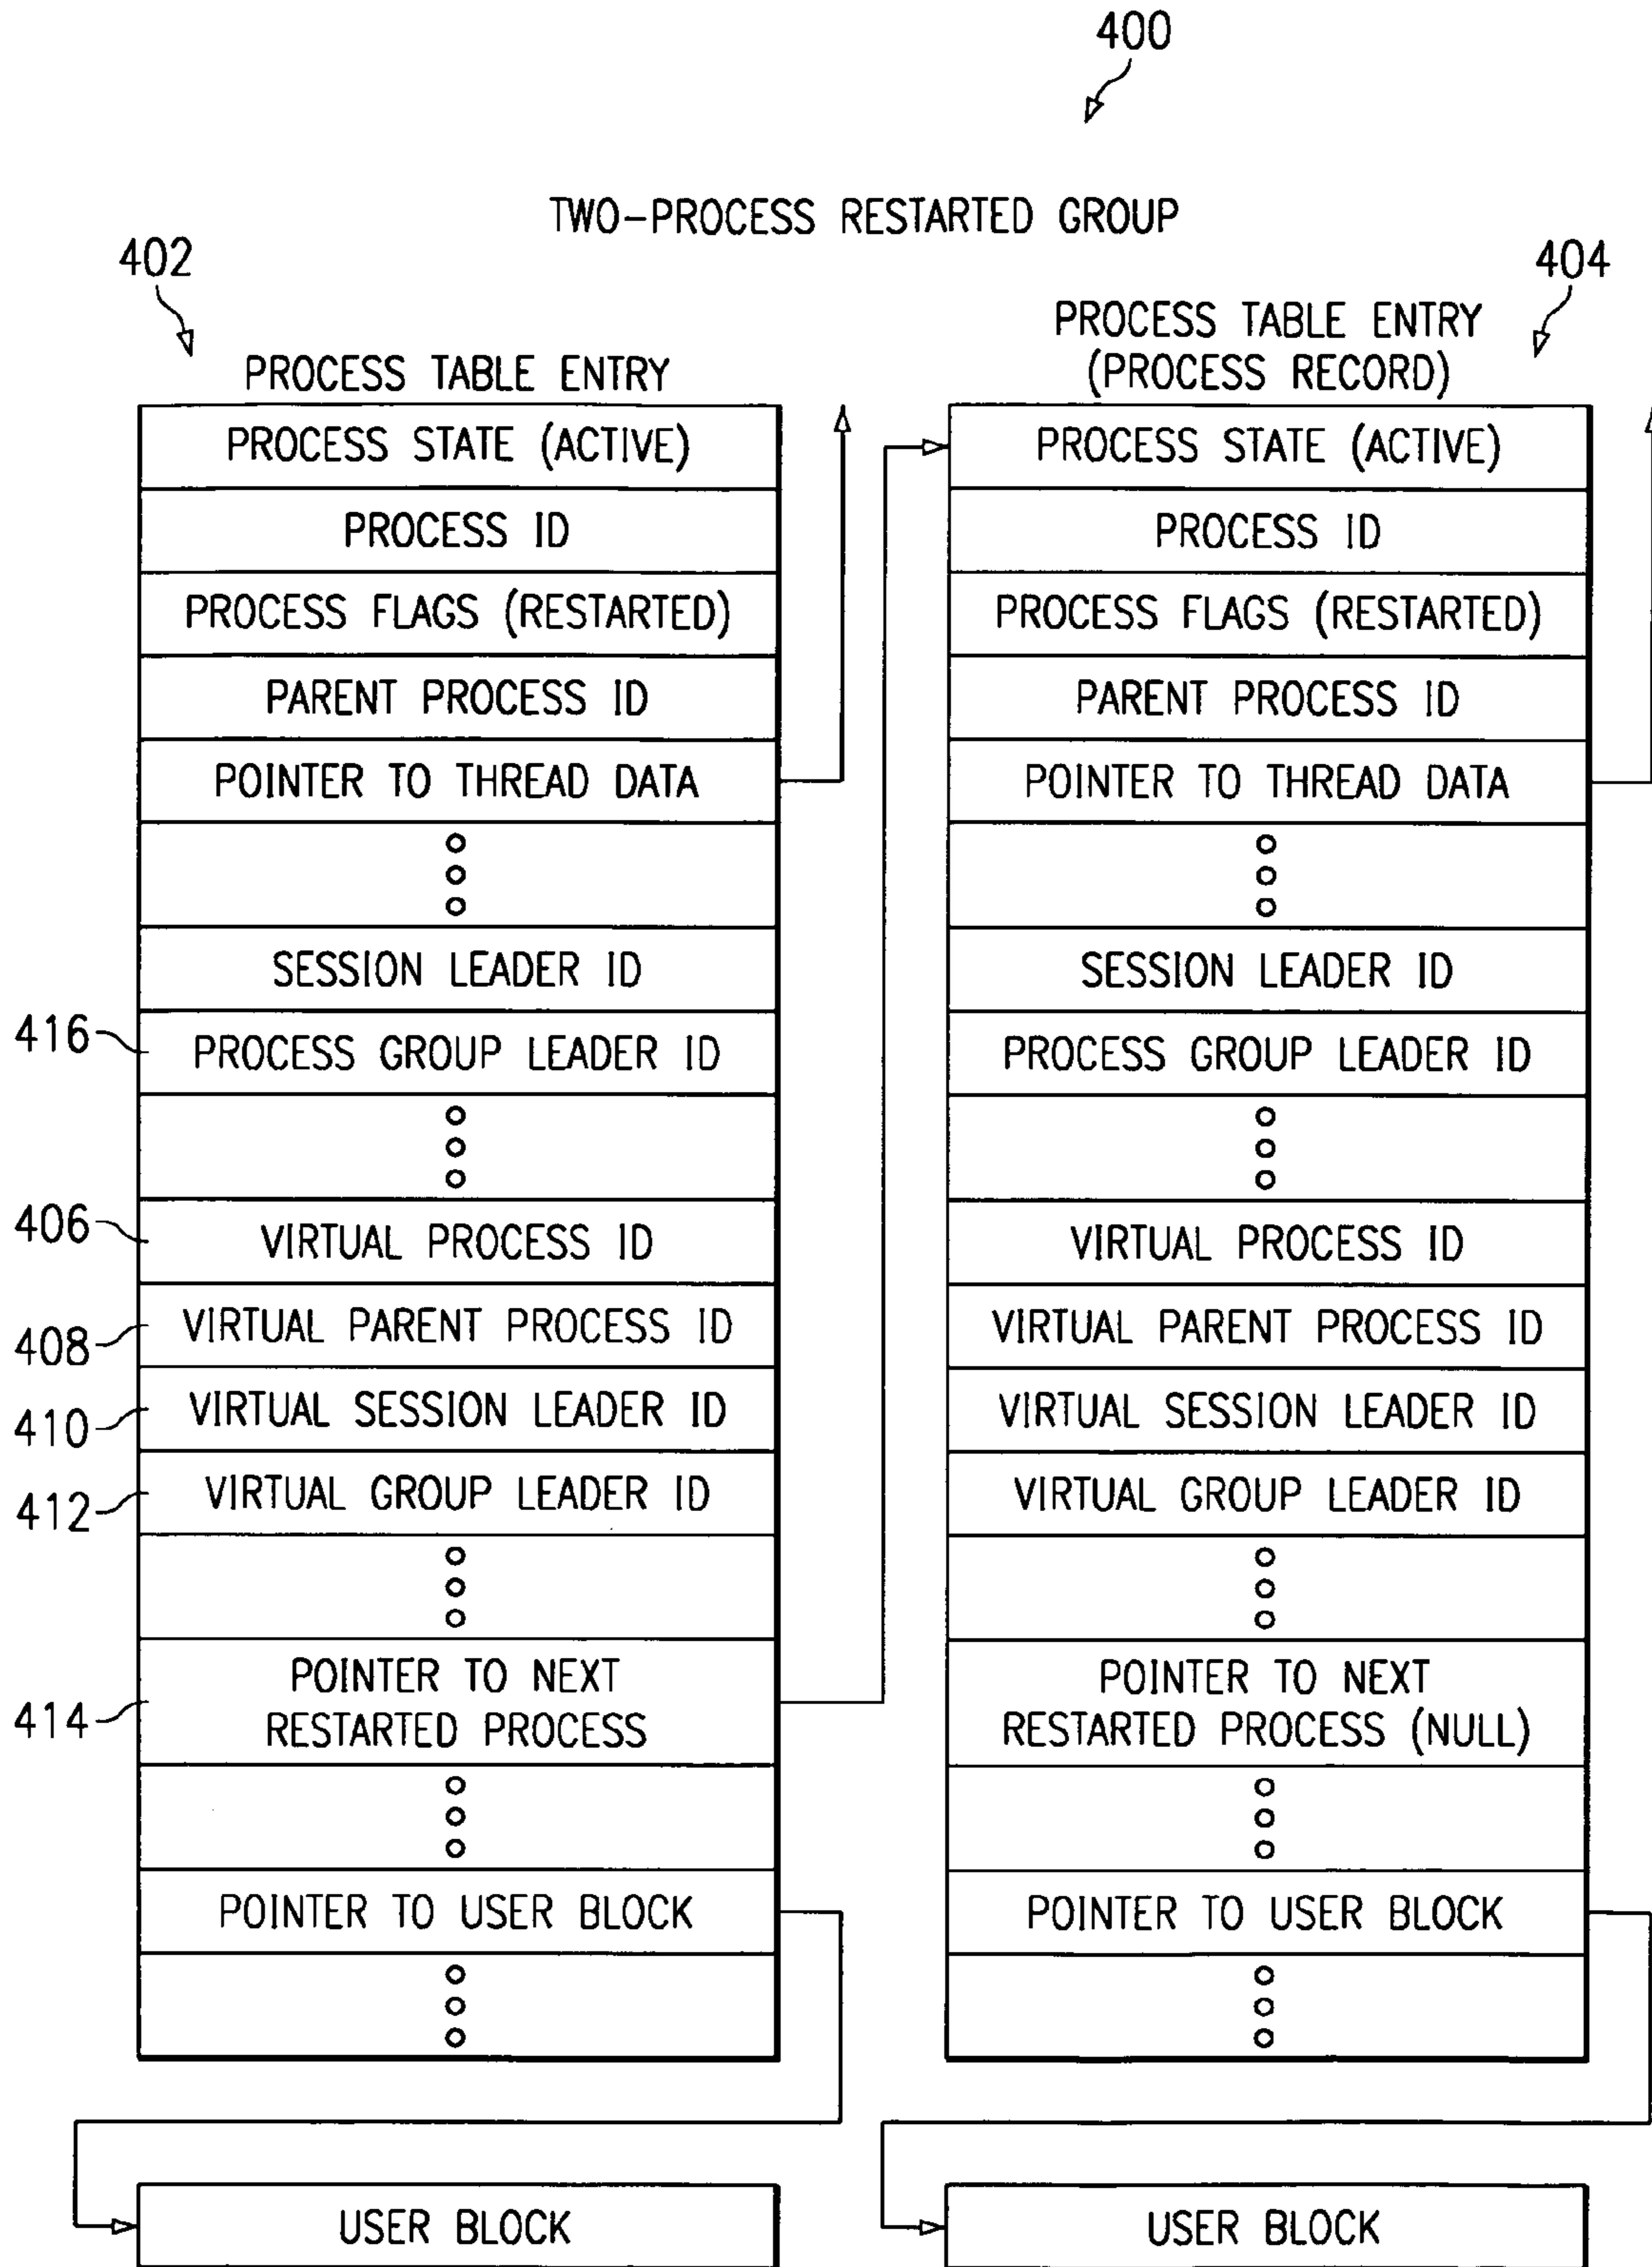 400
TWO-PROCESS RESTARTED GROUP
402
PROCESS TABLE ENTRY
PROCESS STATE (ACTIVE)
PROCESS ID
PROCESS FLAGS (RESTARTED)
PARENT PROCESS ID
POINTER TO THREAD DATA
SESSION LEADER ID
416
PROCESS GROUP LEADER ID
406
VIRTUAL PROCESS ID
408
VIRTUAL PARENT PROCESS ID
410
VIRTUAL SESSION LEADER ID
412
VIRTUAL GROUP LEADER ID
414
POINTER TO NEXT
RESTARTED PROCESS
POINTER TO USER BLOCK
USER BLOCK
404
PROCESS TABLE ENTRY
(PROCESS RECORD)
PROCESS STATE (ACTIVE)
PROCESS ID
PROCESS FLAGS (RESTARTED)
PARENT PROCESS ID
POINTER TO THREAD DATA
SESSION LEADER ID
PROCESS GROUP LEADER ID
VIRTUAL PROCESS ID
VIRTUAL PARENT PROCESS ID
VIRTUAL SESSION LEADER ID
VIRTUAL GROUP LEADER ID
POINTER TO NEXT
RESTARTED PROCESS (NULL)
POINTER TO USER BLOCK
USER BLOCK